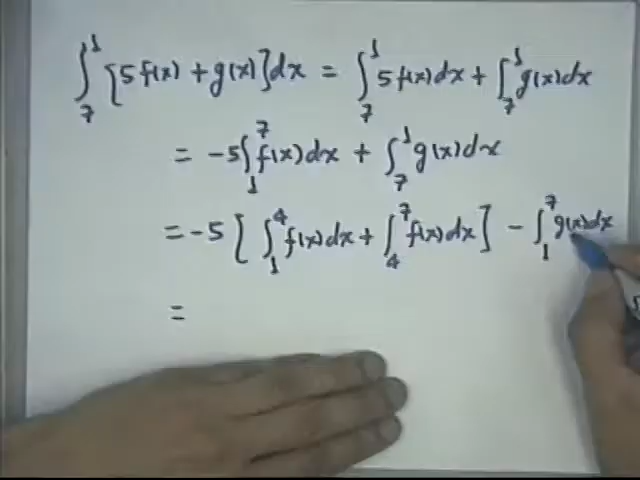 ∫₇¹ [5f(x) + g(x)]dx = ∫₇¹ 5f(x)dx + ∫₇¹ g(x)dx
= -5∫₁⁷ f(x)dx + ∫₇¹ g(x)dx
= -5 [ ∫₁⁴ f(x)dx + ∫₄⁷ f(x)dx ] - ∫₁⁷ g(x)dx
=